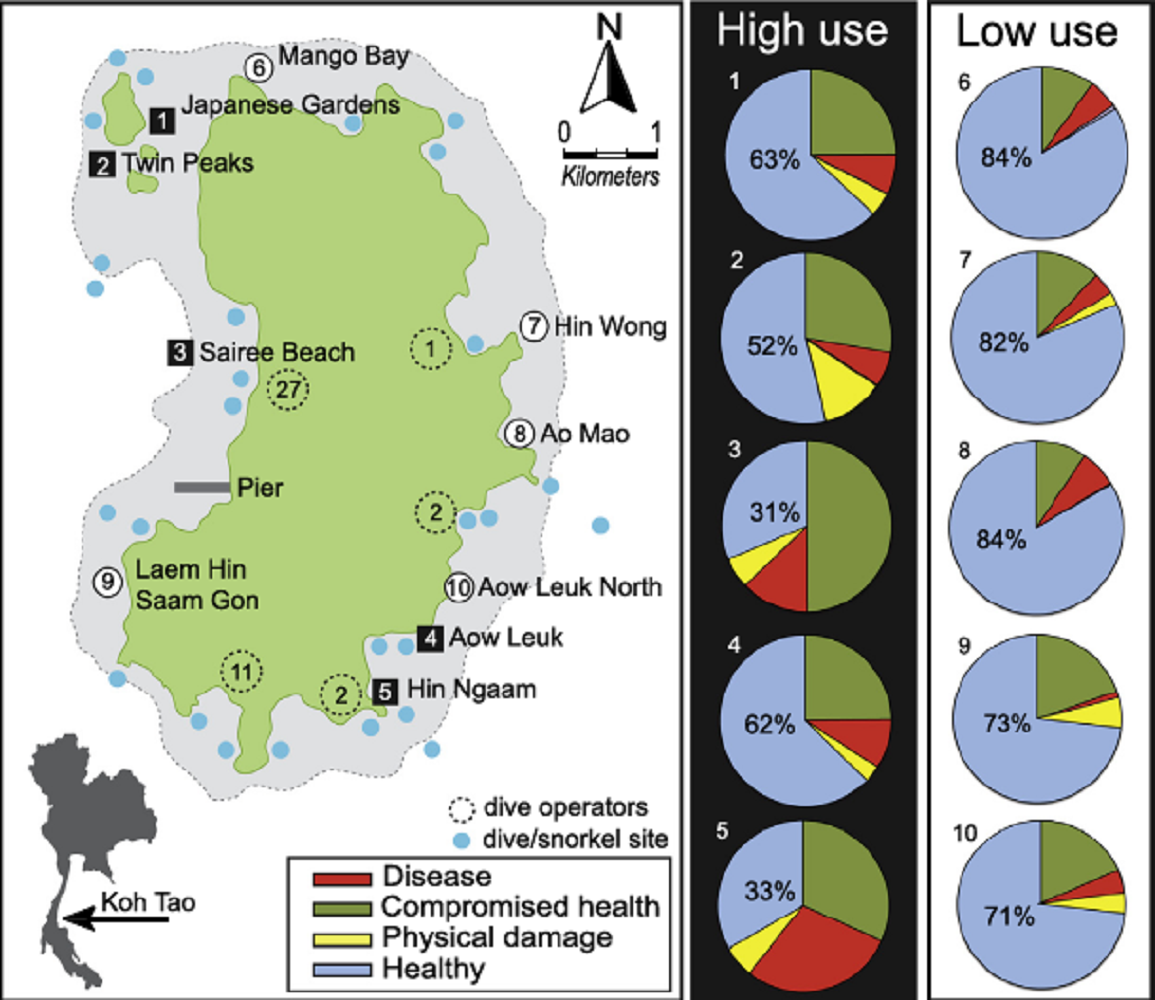 6 Mango Bay
1 Japanese Gardens
2 Twin Peaks
N
0 1
Kilometers
7 Hin Wong
3 Sairee Beach
1
27
8 Ao Mao
Pier
2
9 Laem Hin
Saam Gon
10 Aow Leuk North
4 Aow Leuk
11
2
5 Hin Ngaam
dive operators
dive/snorkel site
Koh Tao
Disease
Compromised health
Physical damage
Healthy
High use
1
63%
2
52%
3
31%
4
62%
5
33%
Low use
6
84%
7
82%
8
84%
9
73%
10
71%